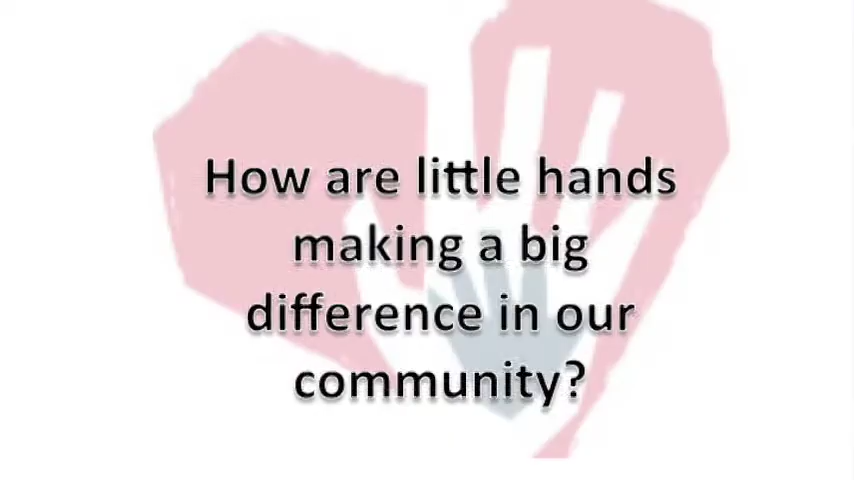 How are little hands
making a big
difference in our
community?